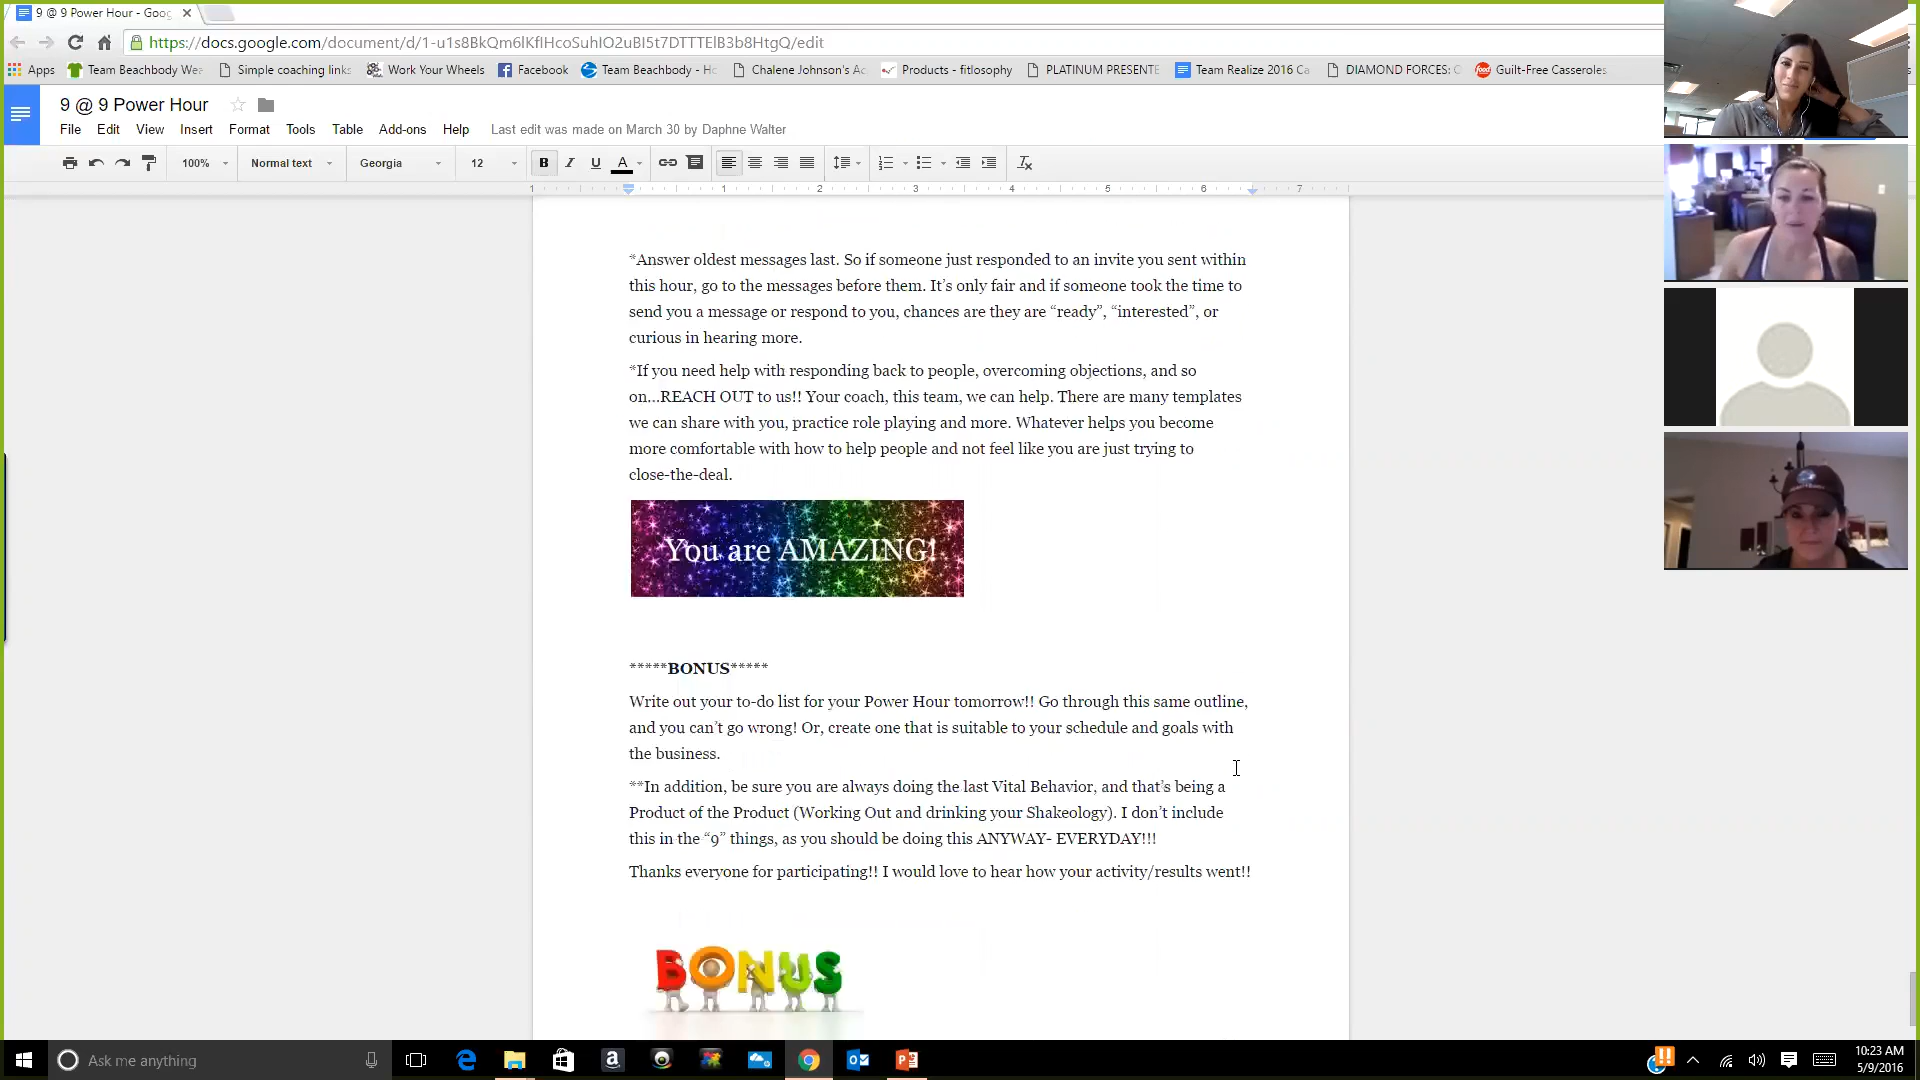 9 @ 9 Power Hour - Goog
https://docs.google.com/document/d/1-u1s8BkQm6lKfIHcoSuhIO2uBI5t7DTTTElB3b8HtgQ/edit
Apps Team Beachbody We Simple coaching links Work Your Wheels Facebook Team Beachbody - Ho Chalene Johnson's Ac Products - fitlosophy PLATINUM PRESENTE Team Realize 2016 Ca DIAMOND FORCES: Guilt-Free Casseroles
9 @ 9 Power Hour
File Edit View Insert Format Tools Table Add-ons Help Last edit was made on March 30 by Daphne Walter
100% Normal text Georgia 12 B I U A
1 1 2 3 4 5 6 7
*Answer oldest messages last. So if someone just responded to an invite you sent within
this hour, go to the messages before them. It's only fair and if someone took the time to
send you a message or respond to you, chances are they are “ready”, “interested”, or
curious in hearing more.
*If you need help with responding back to people, overcoming objections, and so
on...REACH OUT to us!! Your coach, this team, we can help. There are many templates
we can share with you, practice role playing and more. Whatever helps you become
more comfortable with how to help people and not feel like you are just trying to
close-the-deal.
You are AMAZING!
*****BONUS*****
Write out your to-do list for your Power Hour tomorrow!! Go through this same outline,
and you can't go wrong! Or, create one that is suitable to your schedule and goals with
the business.
**In addition, be sure you are always doing the last Vital Behavior, and that's being a
Product of the Product (Working Out and drinking your Shakeology). I don't include
this in the “9” things, as you should be doing this ANYWAY- EVERYDAY!!!
Thanks everyone for participating!! I would love to hear how your activity/results went!!
BONUS
Ask me anything
10:23 AM
5/9/2016